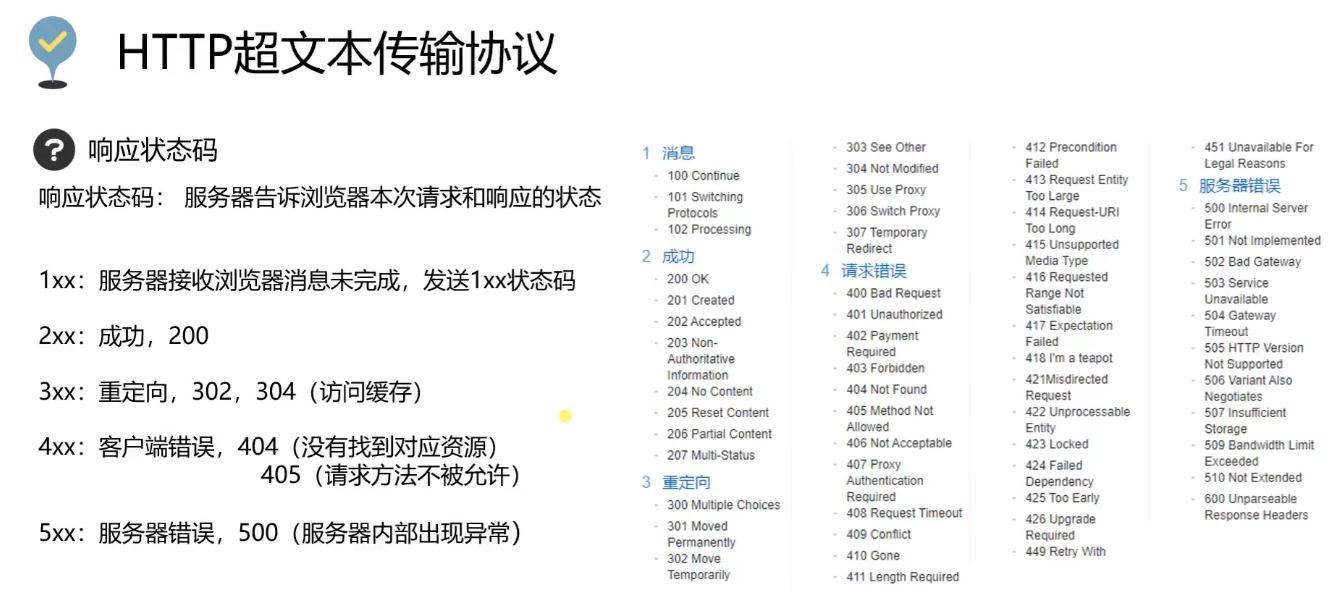 HTTP超文本传输协议
?
响应状态码
响应状态码： 服务器告诉浏览器本次请求和响应的状态
1xx：服务器接收浏览器消息未完成，发送1xx状态码
2xx：成功，200
3xx：重定向，302，304（访问缓存）
4xx：客户端错误，404（没有找到对应资源）
405（请求方法不被允许）
5xx：服务器错误，500（服务器内部出现异常）
1 消息
- 100 Continue
- 101 Switching
Protocols
- 102 Processing
2 成功
- 200 OK
- 201 Created
- 202 Accepted
- 203 Non-
Authoritative
Information
- 204 No Content
- 205 Reset Content
- 206 Partial Content
- 207 Multi-Status
3 重定向
- 300 Multiple Choices
- 301 Moved
Permanently
- 302 Move
Temporarily
- 303 See Other
- 304 Not Modified
- 305 Use Proxy
- 306 Switch Proxy
- 307 Temporary
Redirect
4 请求错误
- 400 Bad Request
- 401 Unauthorized
- 402 Payment
Required
- 403 Forbidden
- 404 Not Found
- 405 Method Not
Allowed
- 406 Not Acceptable
- 407 Proxy
Authentication
Required
- 408 Request Timeout
- 409 Conflict
- 410 Gone
- 411 Length Required
- 412 Precondition
Failed
- 413 Request Entity
Too Large
- 414 Request-URI
Too Long
- 415 Unsupported
Media Type
- 416 Requested
Range Not
Satisfiable
- 417 Expectation
Failed
- 418 I'm a teapot
- 421Misdirected
Request
- 422 Unprocessable
Entity
- 423 Locked
- 424 Failed
Dependency
- 425 Too Early
- 426 Upgrade
Required
- 449 Retry With
- 451 Unavailable For
Legal Reasons
5 服务器错误
- 500 Internal Server
Error
- 501 Not Implemented
- 502 Bad Gateway
- 503 Service
Unavailable
- 504 Gateway
Timeout
- 505 HTTP Version
Not Supported
- 506 Variant Also
Negotiates
- 507 Insufficient
Storage
- 509 Bandwidth Limit
Exceeded
- 510 Not Extended
- 600 Unparseable
Response Headers